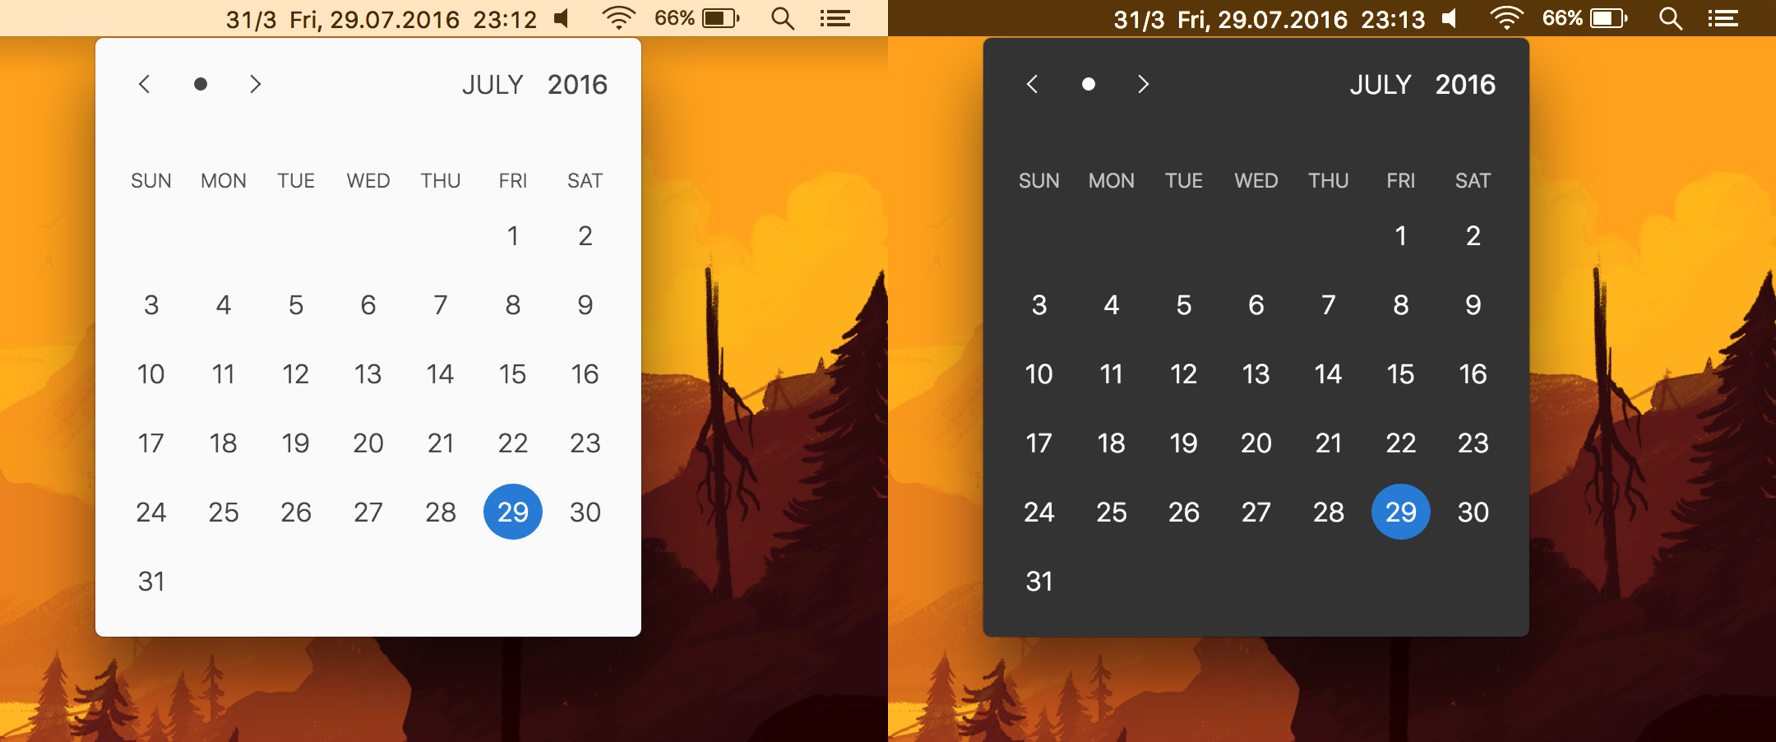 31/3 Fri, 29.07.2016 23:12 66%
JULY 2016
SUN MON TUE WED THU FRI SAT
1 2
3 4 5 6 7 8 9
10 11 12 13 14 15 16
17 18 19 20 21 22 23
24 25 26 27 28 29 30
31
31/3 Fri, 29.07.2016 23:13 66%
JULY 2016
SUN MON TUE WED THU FRI SAT
1 2
3 4 5 6 7 8 9
10 11 12 13 14 15 16
17 18 19 20 21 22 23
24 25 26 27 28 29 30
31